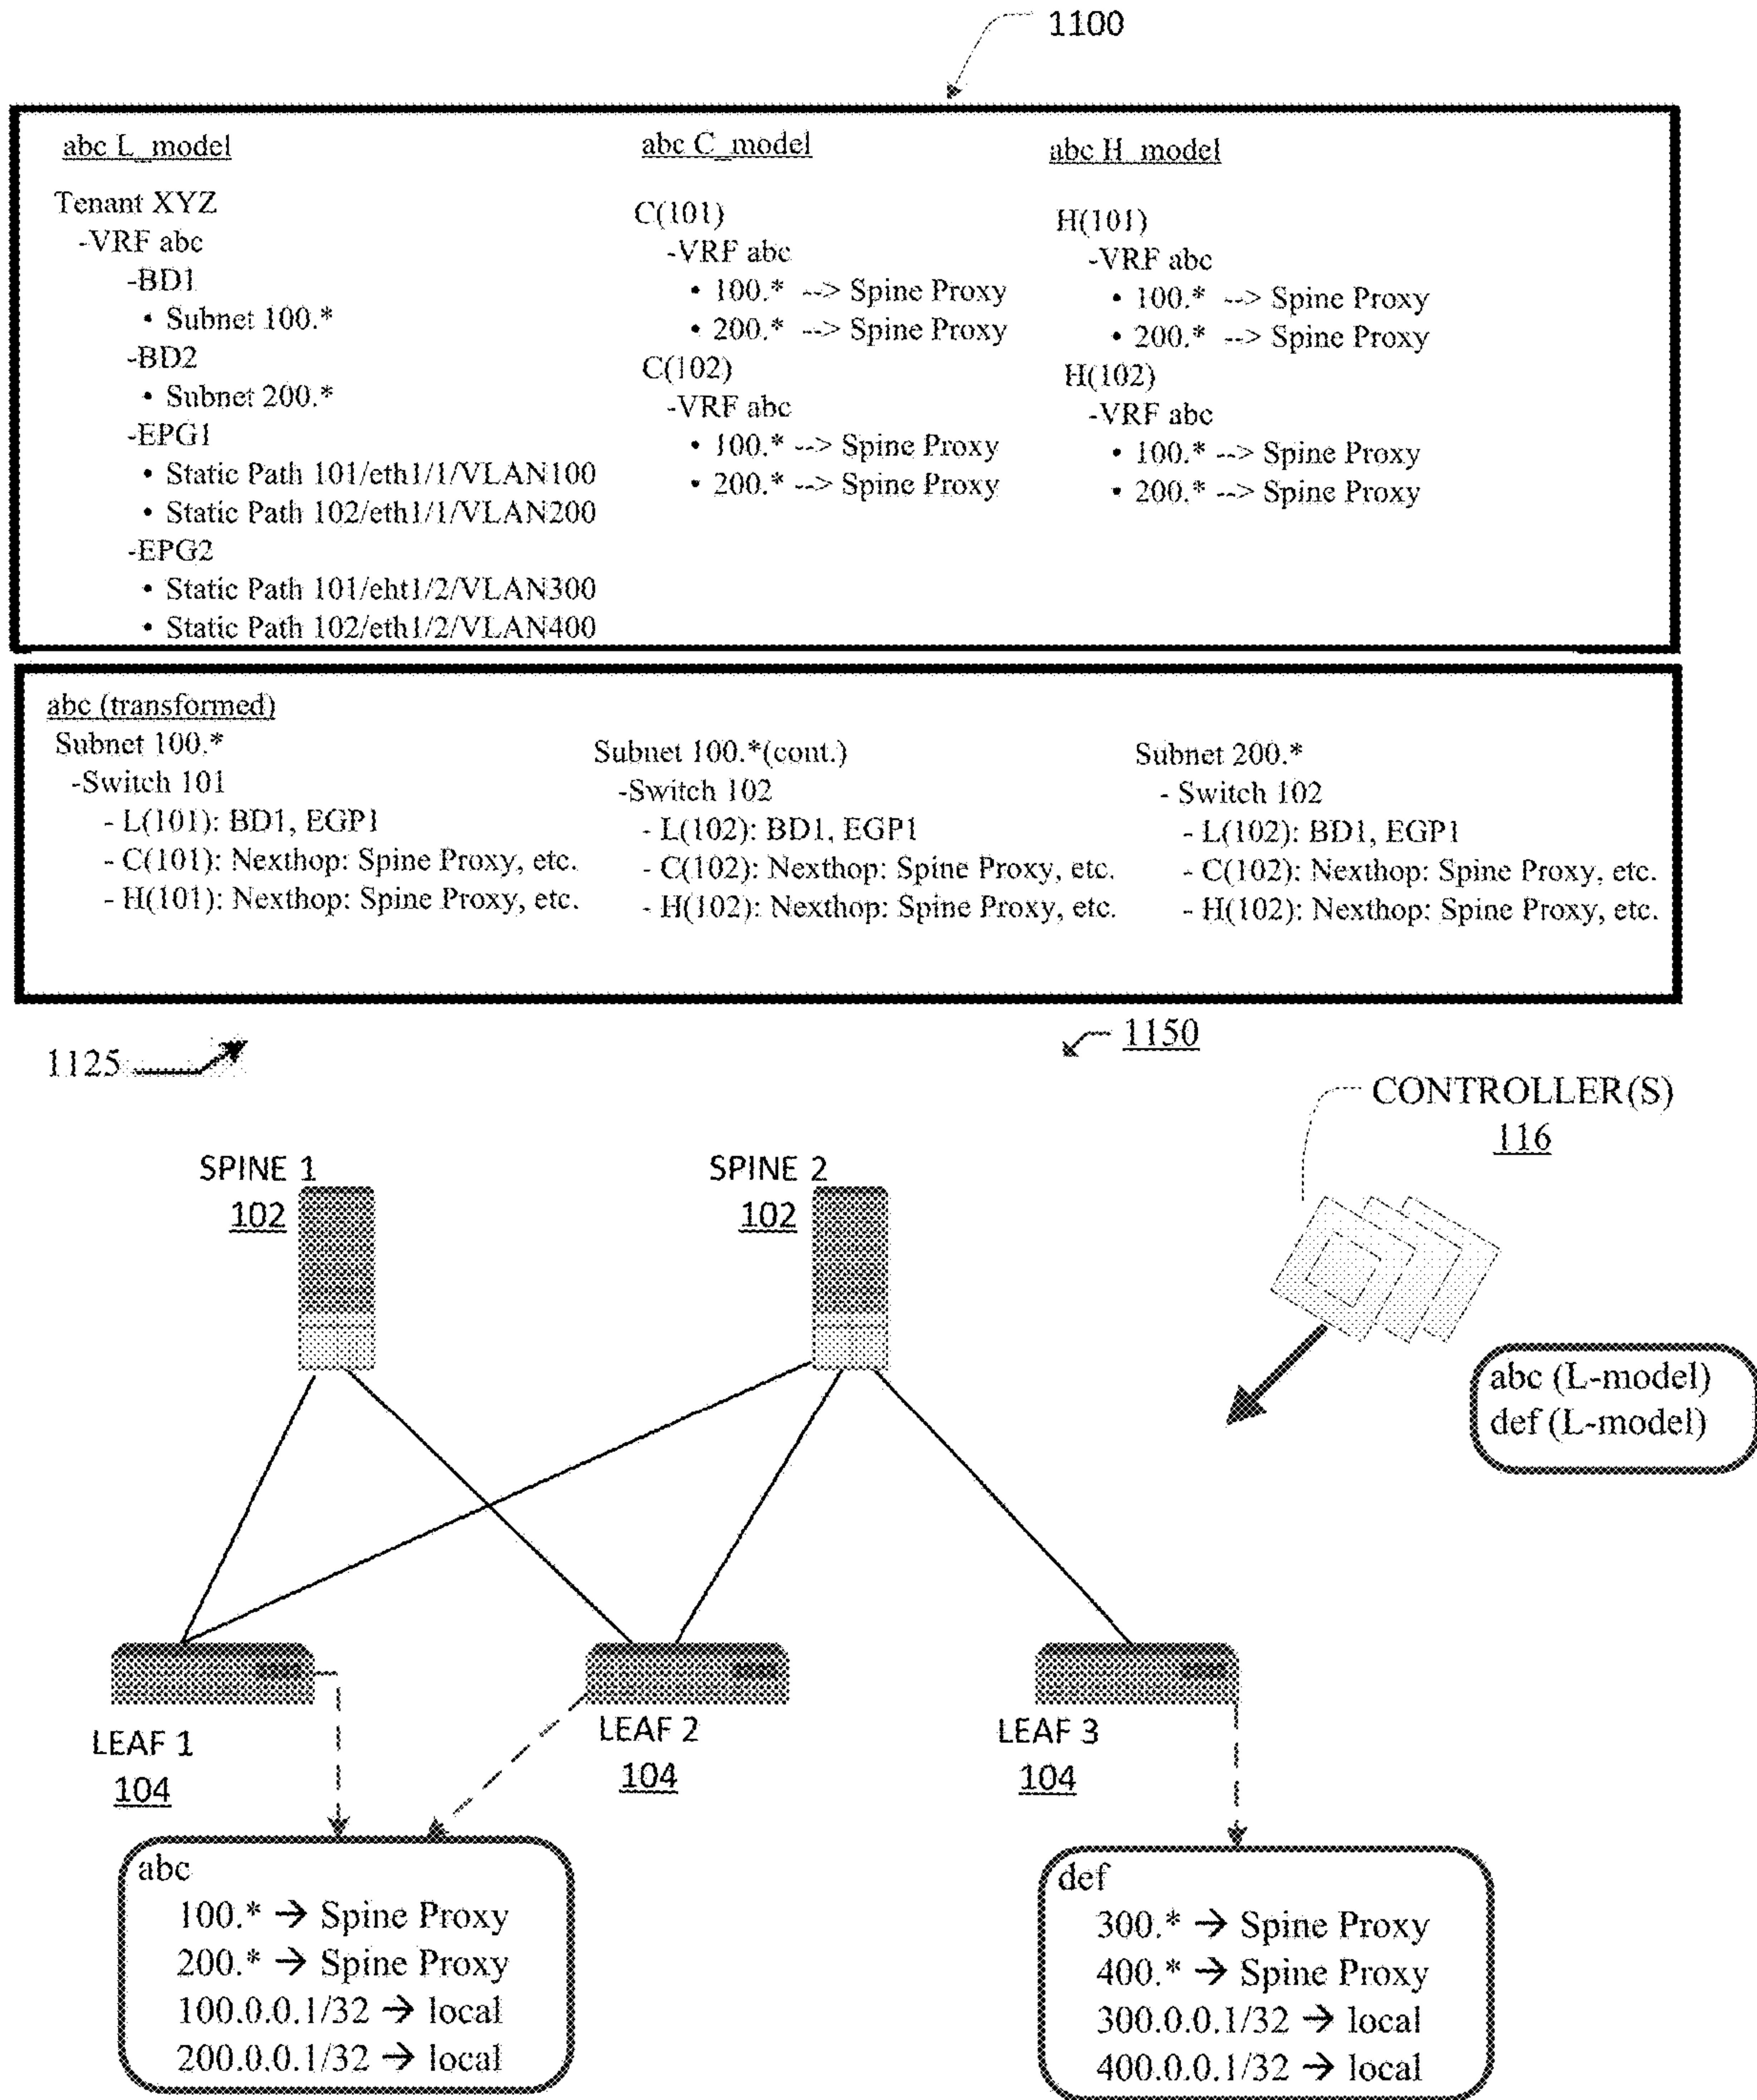 1100
abc L_model
Tenant XYZ
-VRF abc
-BD1
• Subnet 100.*
-BD2
• Subnet 200.*
-EPG1
• Static Path 101/eth1/1/VLAN100
• Static Path 102/eth1/1/VLAN200
-EPG2
• Static Path 101/eht1/2/VLAN300
• Static Path 102/eth1/2/VLAN400
abc C_model
C(101)
-VRF abc
• 100.* --> Spine Proxy
• 200.* --> Spine Proxy
C(102)
-VRF abc
• 100.* --> Spine Proxy
• 200.* --> Spine Proxy
abc H_model
H(101)
-VRF abc
• 100.* --> Spine Proxy
• 200.* --> Spine Proxy
H(102)
-VRF abc
• 100.* --> Spine Proxy
• 200.* --> Spine Proxy
abc (transformed)
Subnet 100.*
-Switch 101
- L(101): BD1, EGP1
- C(101): Nexthop: Spine Proxy, etc.
- H(101): Nexthop: Spine Proxy, etc.
Subnet 100.*(cont.)
-Switch 102
- L(102): BD1, EGP1
- C(102): Nexthop: Spine Proxy, etc.
- H(102): Nexthop: Spine Proxy, etc.
Subnet 200.*
- Switch 102
- L(102): BD1, EGP1
- C(102): Nexthop: Spine Proxy, etc.
- H(102): Nexthop: Spine Proxy, etc.
1125
1150
CONTROLLER(S)
116
SPINE 1
102
SPINE 2
102
abc (L-model)
def (L-model)
LEAF 1
104
LEAF 2
104
LEAF 3
104
abc
100.* → Spine Proxy
200.* → Spine Proxy
100.0.0.1/32 → local
200.0.0.1/32 → local
def
300.* → Spine Proxy
400.* → Spine Proxy
300.0.0.1/32 → local
400.0.0.1/32 → local